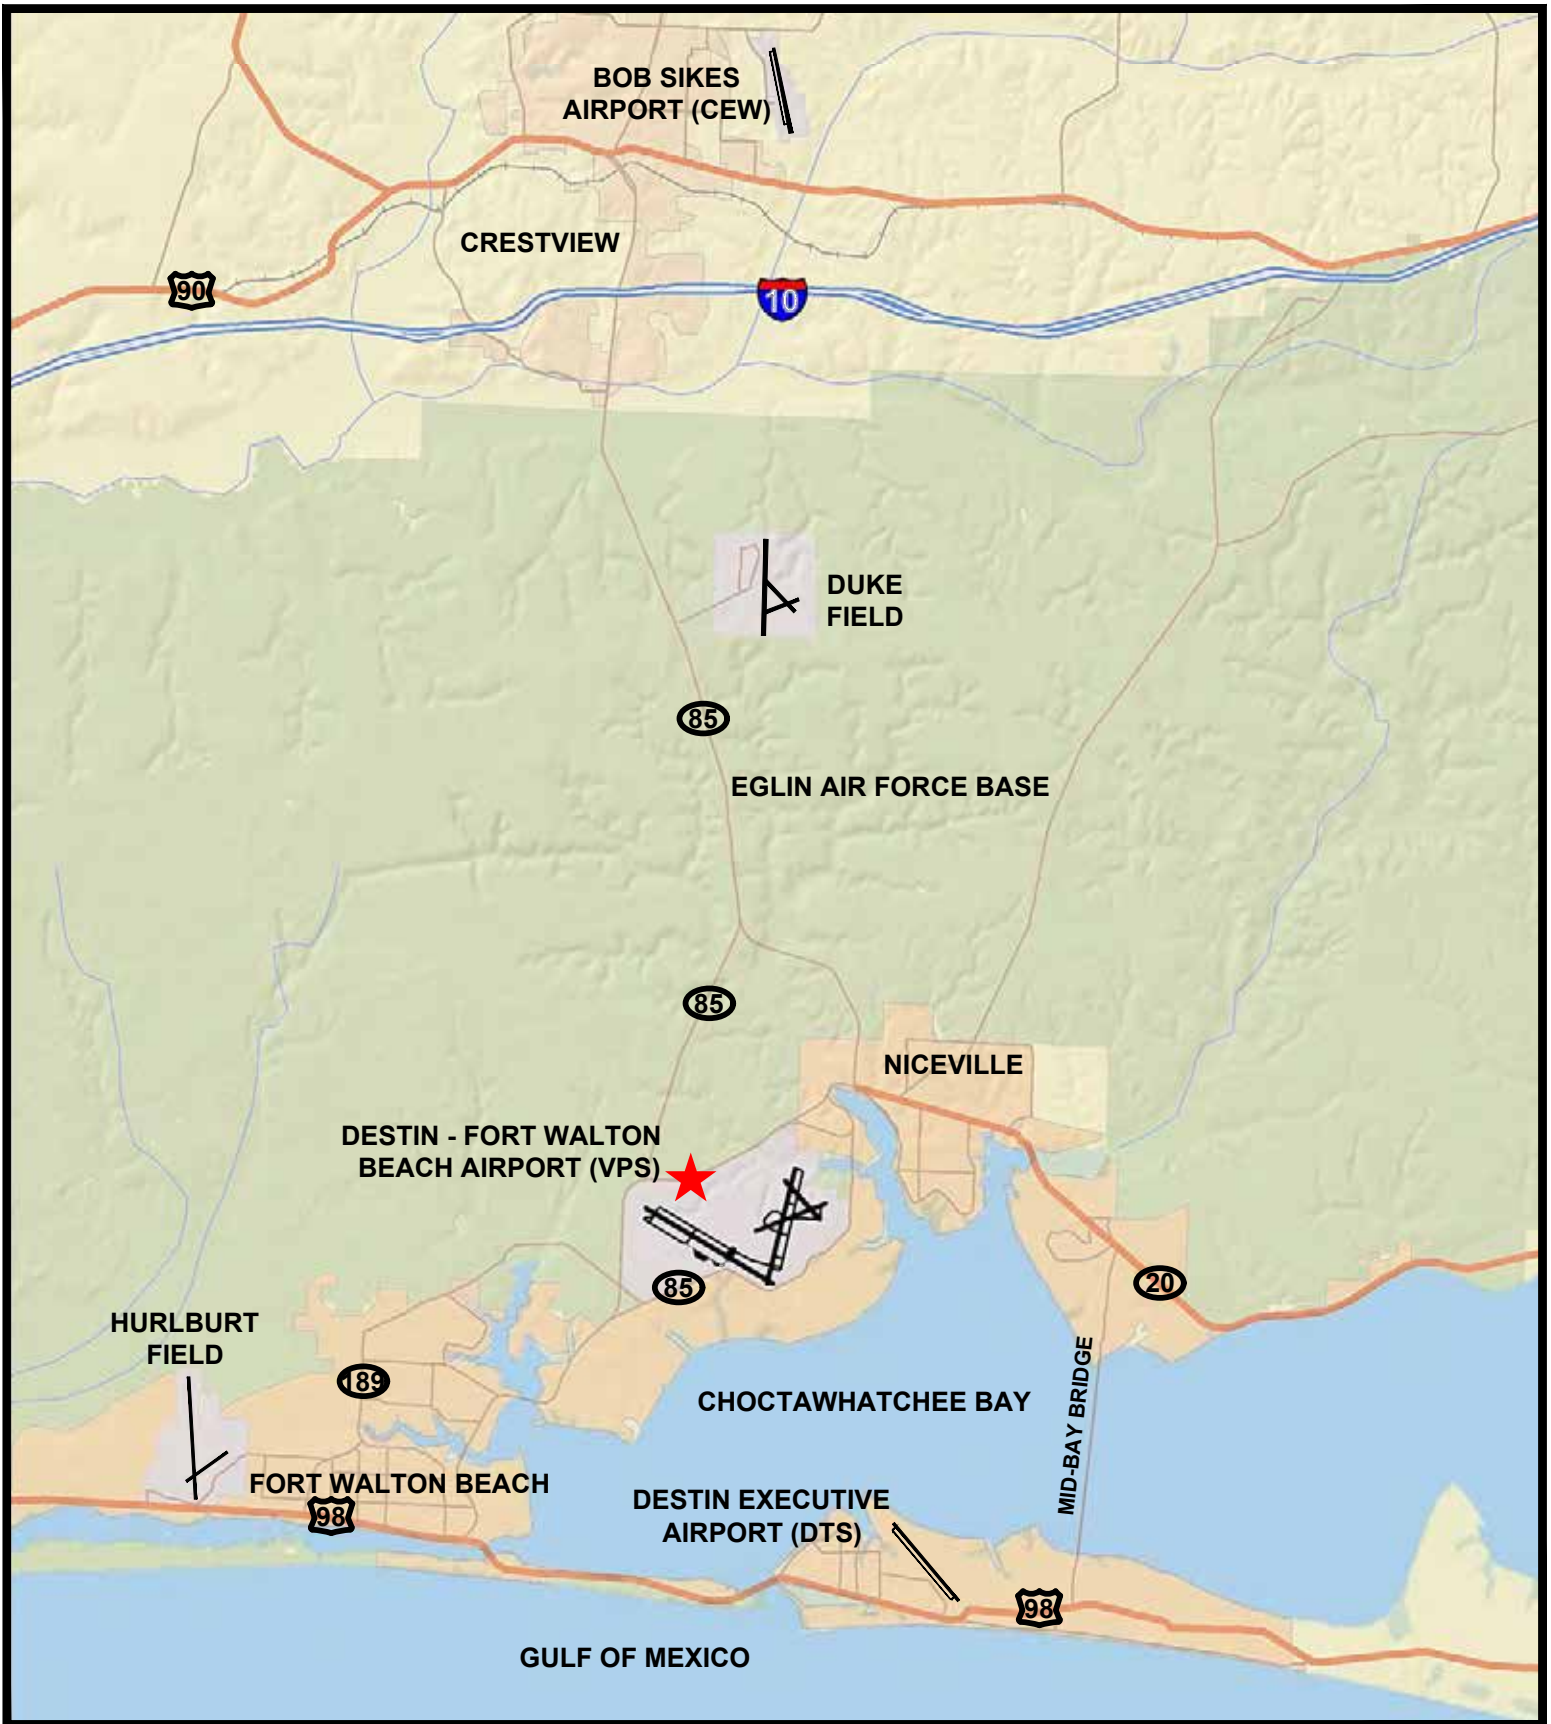 BOB SIKES
AIRPORT (CEW)
CRESTVIEW
90
10
DUKE
FIELD
85
EGLIN AIR FORCE BASE
85
NICEVILLE
DESTIN - FORT WALTON
BEACH AIRPORT (VPS)
85
20
HURLBURT
FIELD
189
MID-BAY BRIDGE
CHOCTAWHATCHEE BAY
FORT WALTON BEACH
98
DESTIN EXECUTIVE
AIRPORT (DTS)
98
GULF OF MEXICO